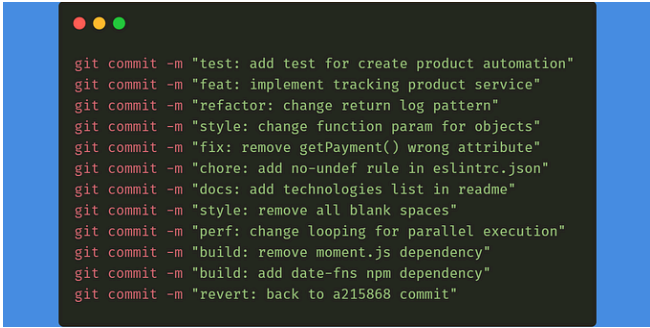 git commit -m "test: add test for create product automation"
git commit -m "feat: implement tracking product service"
git commit -m "refactor: change return log pattern"
git commit -m "style: change function param for objects"
git commit -m "fix: remove getPayment() wrong attribute"
git commit -m "chore: add no-undef rule in eslintrc.json"
git commit -m "docs: add technologies list in readme"
git commit -m "style: remove all blank spaces"
git commit -m "perf: change looping for parallel execution"
git commit -m "build: remove moment.js dependency"
git commit -m "build: add date-fns npm dependency"
git commit -m "revert: back to a215868 commit"